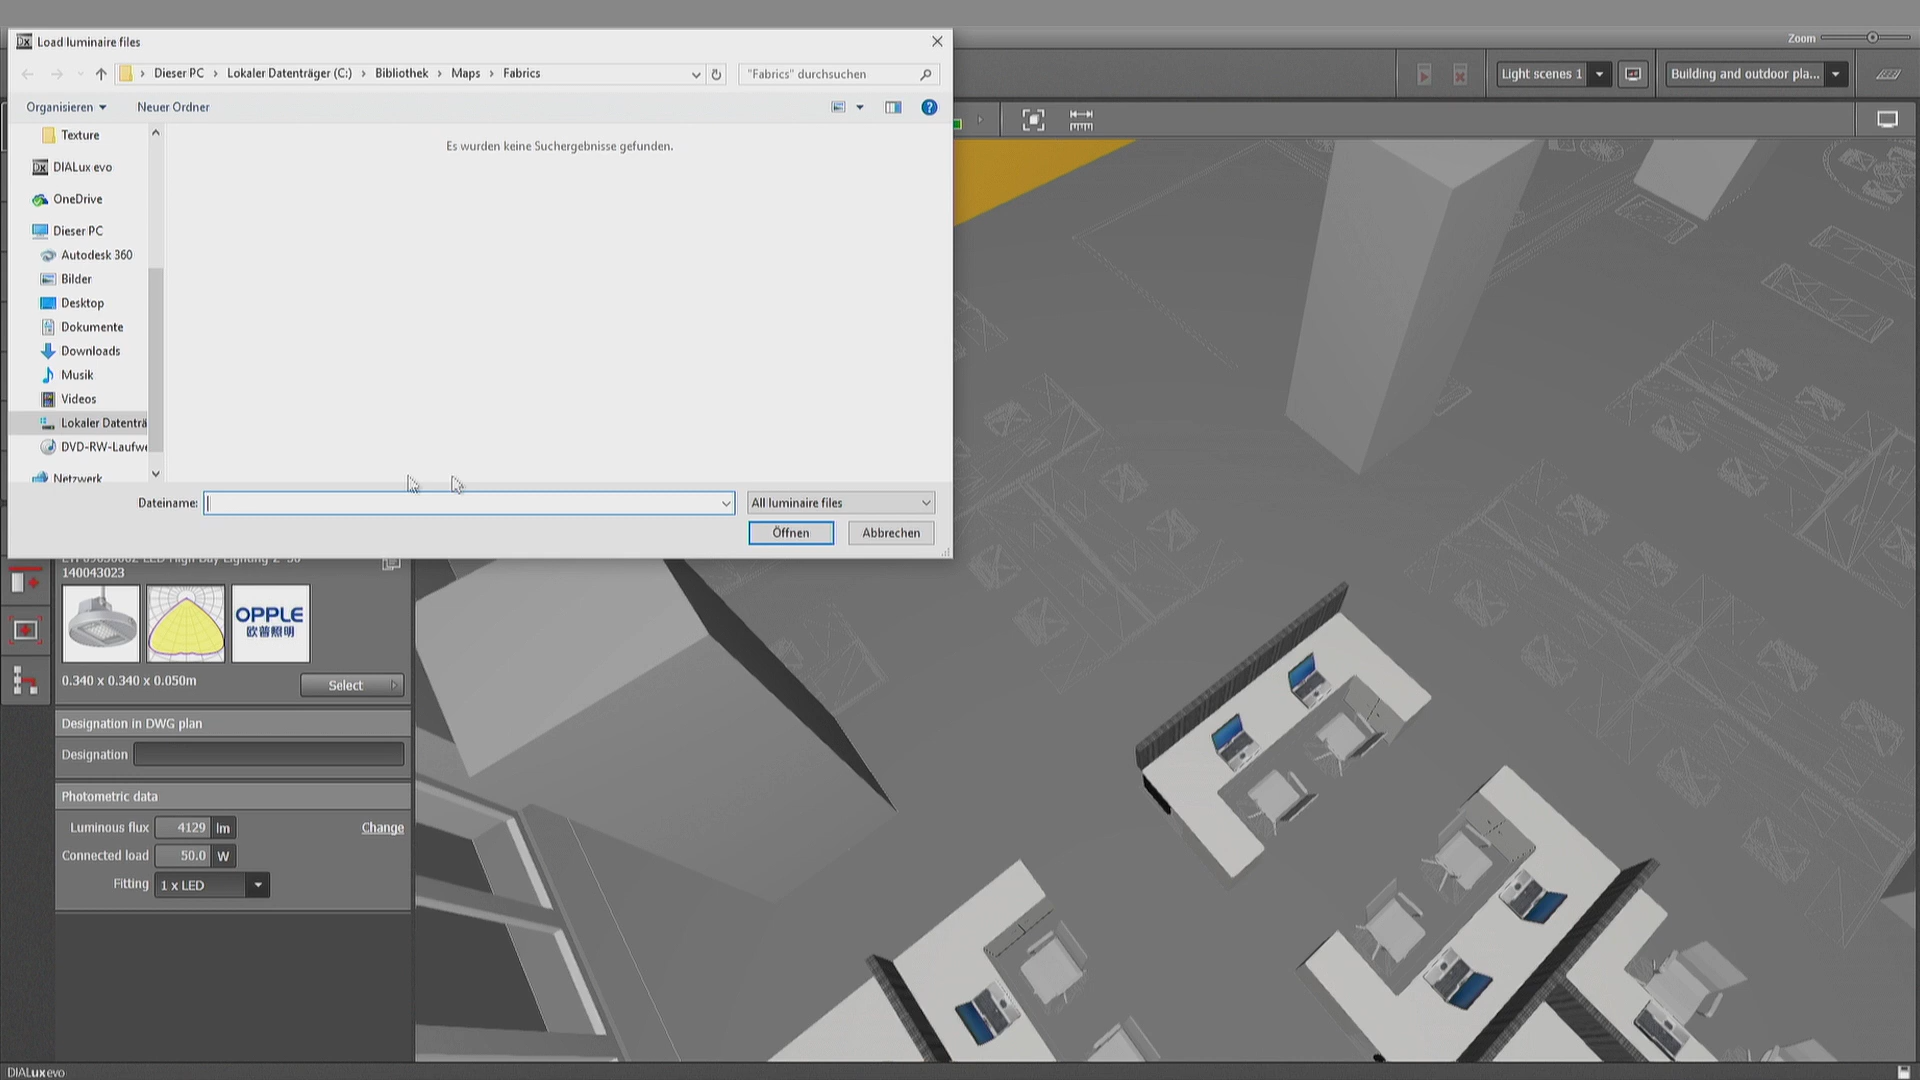 Load luminaire files
Zoom
Dieser PC
Lokaler Datenträger (C:)
Bibliothek
Maps
Fabrics
"Fabrics" durchsuchen
Light scenes 1
Building and outdoor pla...
Organisieren
Neuer Ordner
Texture
Es wurden keine Suchergebnisse gefunden.
DIALux evo
OneDrive
Dieser PC
Autodesk 360
Bilder
Desktop
Dokumente
Downloads
Musik
Videos
Lokaler Datenträ
DVD-RW-Laufwe
Netzwerk
Dateiname:
All luminaire files
Öffnen
Abbrechen
140043023
OPPLE
欧普照明
0.340 x 0.340 x 0.050m
Select
Designation in DWG plan
Designation
Photometric data
Luminous flux
4129
lm
Change
Connected load
50.0
W
Fitting
1 x LED
DIALux evo